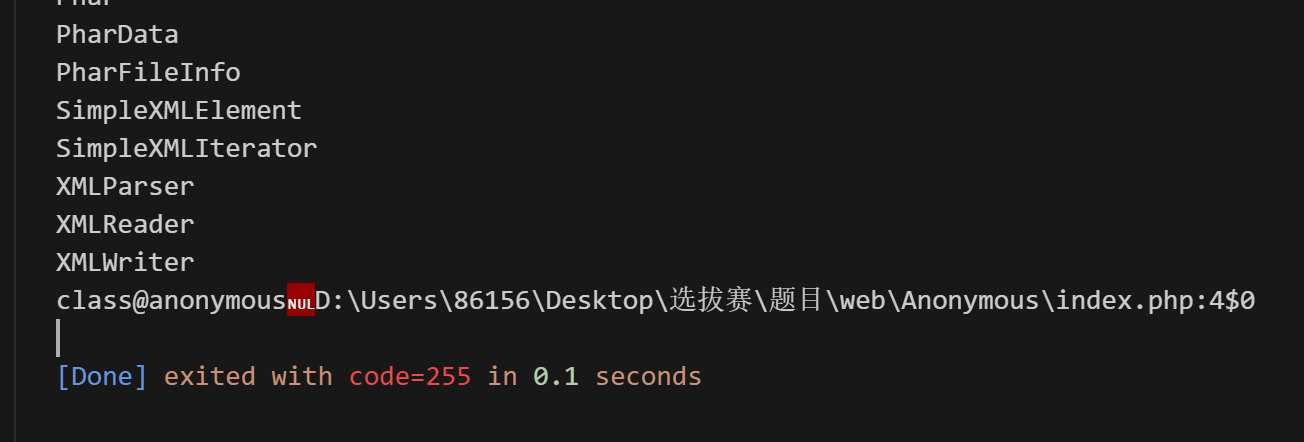 Phar
PharData
PharFileInfo
SimpleXMLElement
SimpleXMLIterator
XMLParser
XMLReader
XMLWriter
class@anonymousNULD:\Users\86156\Desktop\选拔赛\题目\web\Anonymous\index.php:4$0
[Done] exited with code=255 in 0.1 seconds